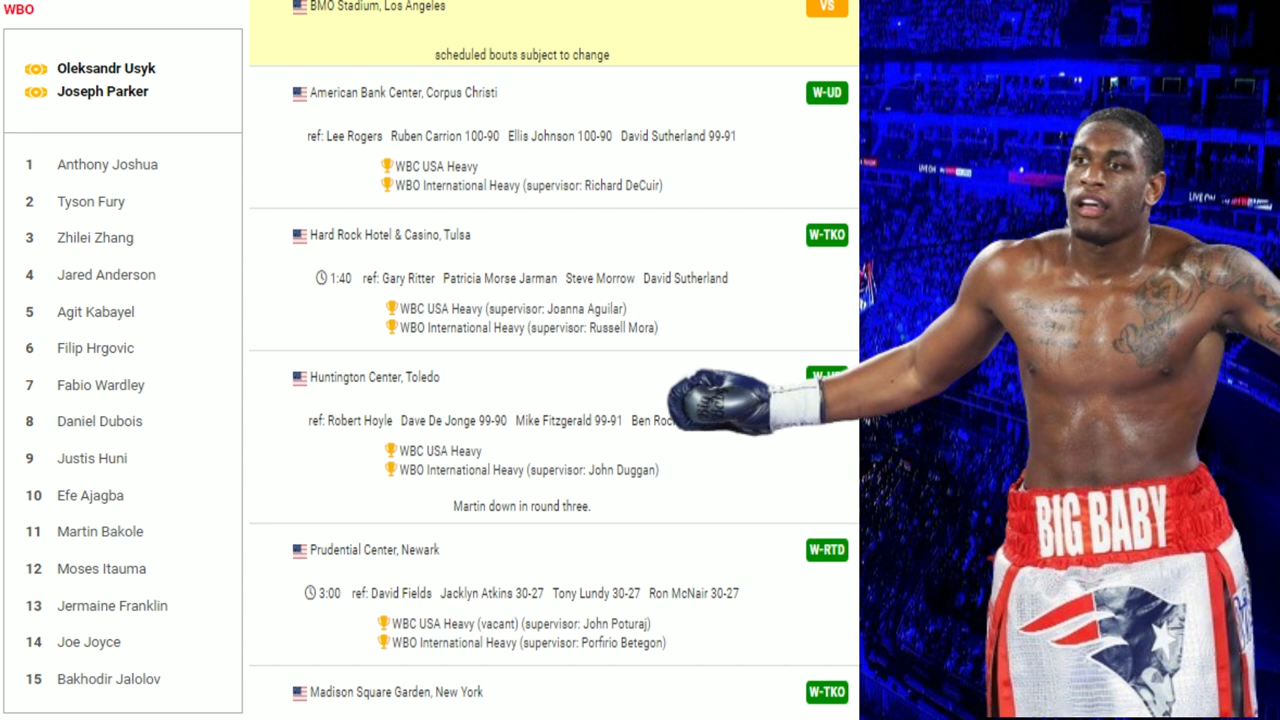 WBO
Oleksandr Usyk
Joseph Parker
1 Anthony Joshua
2 Tyson Fury
3 Zhilei Zhang
4 Jared Anderson
5 Agit Kabayel
6 Filip Hrgovic
7 Fabio Wardley
8 Daniel Dubois
9 Justis Huni
10 Efe Ajagba
11 Martin Bakole
12 Moses Itauma
13 Jermaine Franklin
14 Joe Joyce
15 Bakhodir Jalolov
BMO Stadium, Los Angeles VS
scheduled bouts subject to change
American Bank Center, Corpus Christi W-UD
ref: Lee Rogers Ruben Carrion 100-90 Ellis Johnson 100-90 David Sutherland 99-91
WBC USA Heavy
WBO International Heavy (supervisor: Richard DeCuir)
Hard Rock Hotel & Casino, Tulsa W-TKO
1:40 ref: Gary Ritter Patricia Morse Jarman Steve Morrow David Sutherland
WBC USA Heavy (supervisor: Joanna Aguilar)
WBO International Heavy (supervisor: Russell Mora)
Huntington Center, Toledo
ref: Robert Hoyle Dave De Jonge 99-90 Mike Fitzgerald 99-91 Ben
WBC USA Heavy
WBO International Heavy (supervisor: John Duggan)
Martin down in round three.
Prudential Center, Newark W-RTD
3:00 ref: David Fields Jacklyn Atkins 30-27 Tony Lundy 30-27 Ron McNair 30-27
WBC USA Heavy (vacant) (supervisor: John Poturaj)
WBO International Heavy (supervisor: Porfirio Betegon)
Madison Square Garden, New York W-TKO
LIVE ON
LIVE ON
BIG BABY